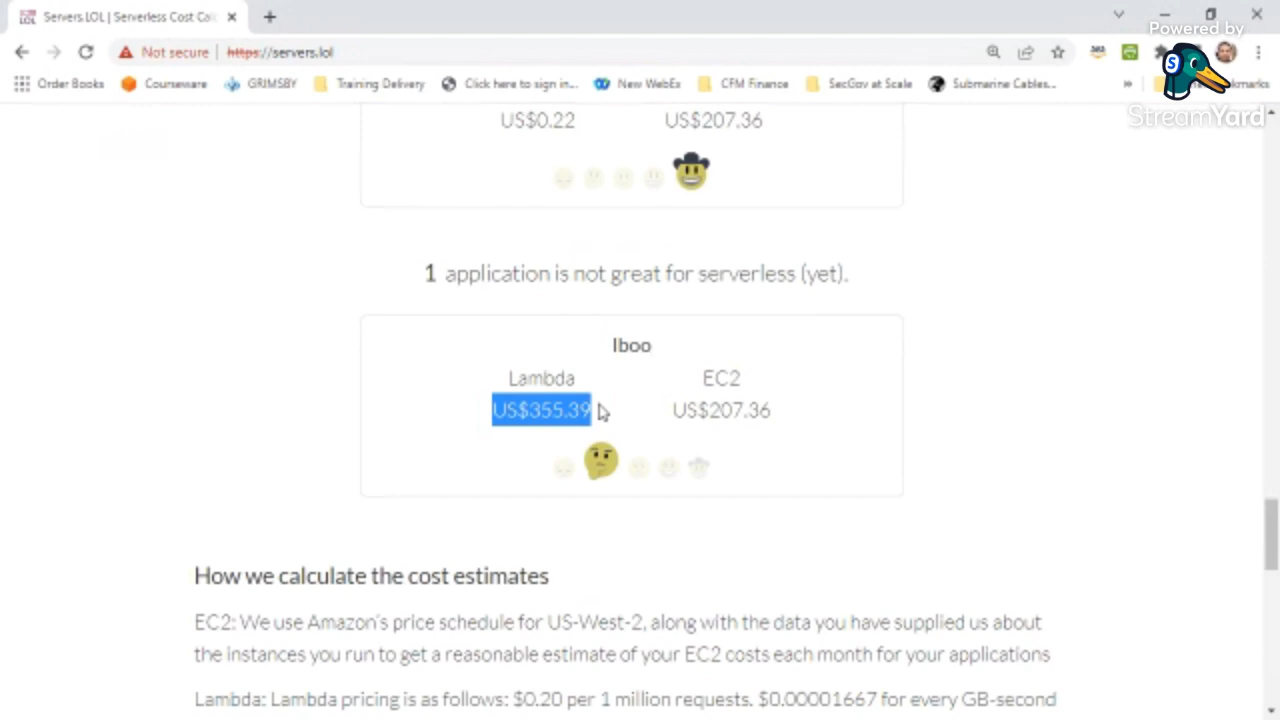 Servers.LOL | Serverless Cost Cal
Powered by
Not secure
https://servers.lol
Order Books
Courseware
GRIMSBY
Training Delivery
Click here to sign in...
New WebEx
CFM Finance
SecGov at Scale
Submarine Cables...
»
StreamYard
US$0.22 US$207.36
1 application is not great for serverless (yet).
Iboo
Lambda EC2
US$355.39 US$207.36
How we calculate the cost estimates
EC2: We use Amazon's price schedule for US-West-2, along with the data you have supplied us about
the instances you run to get a reasonable estimate of your EC2 costs each month for your applications
Lambda: Lambda pricing is as follows: $0.20 per 1 million requests. $0.00001667 for every GB-second